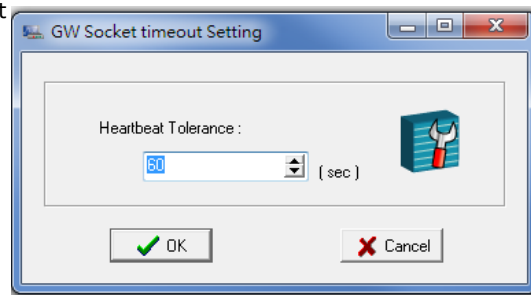 t
GW Socket timeout Setting
Heartbeat Tolerance :
60
( sec )
OK
Cancel